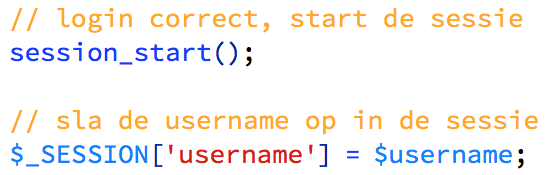 // login correct, start de sessie
session_start();
// sla de username op in de sessie
$_SESSION['username'] = $username;